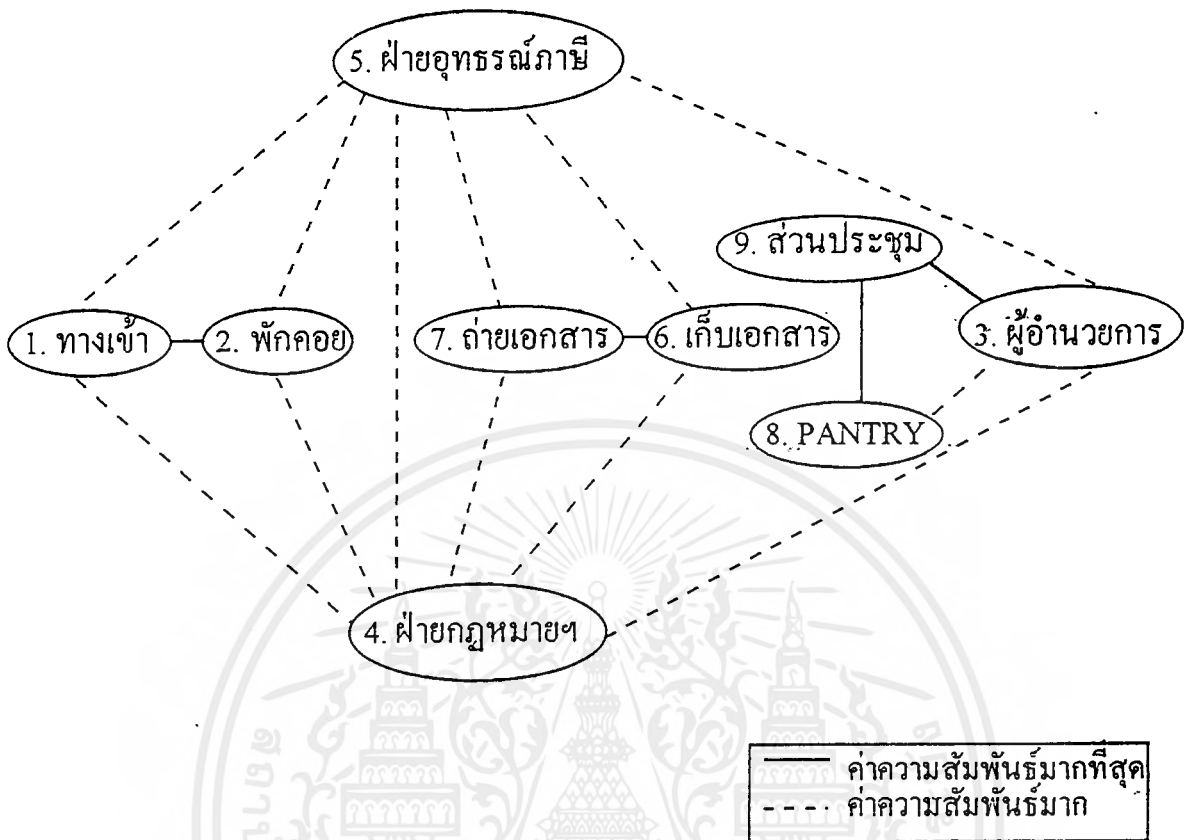 5. ฝ่ายอุทธรณ์ภาษี
9. ส่วนประชุม
1. ทางเข้า
2. พักคอย
7. ถ่ายเอกสาร
6. เก็บเอกสาร
3. ผู้อำนวยการ
8. PANTRY
4. ฝ่ายกฎหมายฯ
ค่าความสัมพันธ์มากที่สุด
ค่าความสัมพันธ์มาก